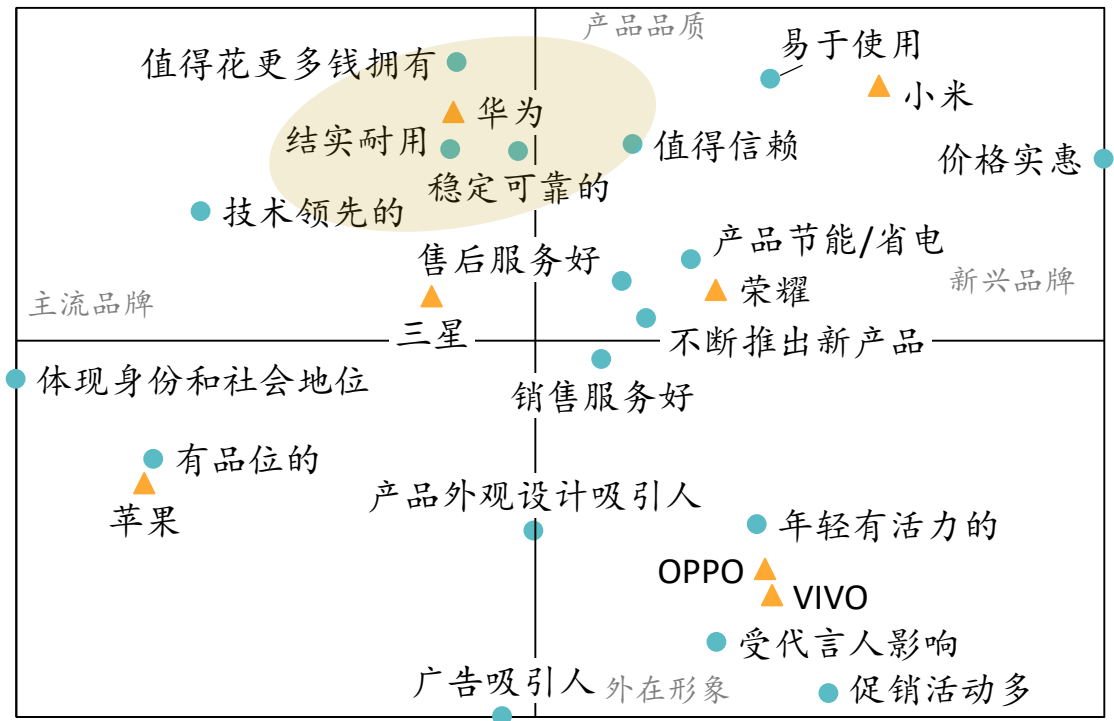 产品品质
值得花更多钱拥有
易于使用
小米
华为
结实耐用
值得信赖
价格实惠
稳定可靠的
技术领先的
售后服务好
产品节能/省电
新兴品牌
主流品牌
荣耀
三星
不断推出新产品
体现身份和社会地位
销售服务好
有品位的
苹果
产品外观设计吸引人
年轻有活力的
OPPO
VIVO
受代言人影响
广告吸引人
外在形象
促销活动多